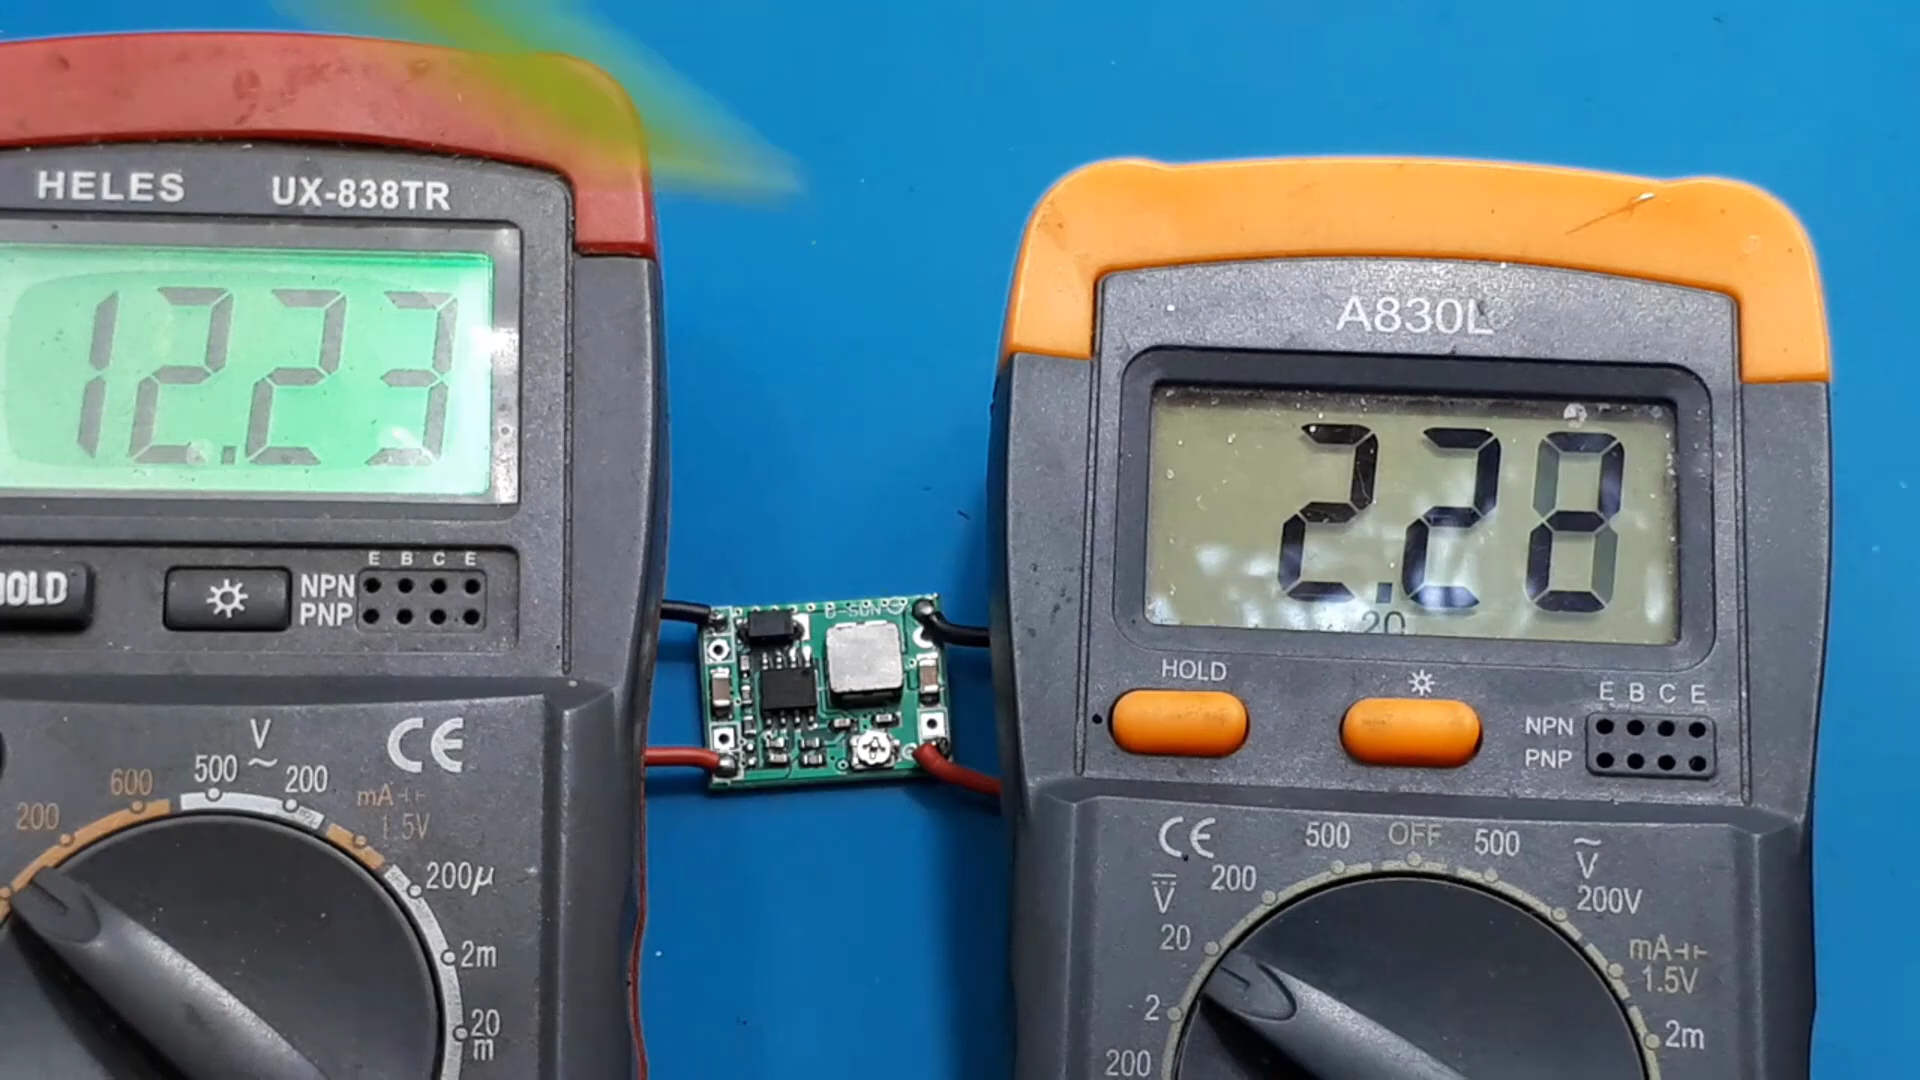 HELES UX-838TR
12.23
HOLD
E B C E
NPN
PNP
V
CE
600
500
200
200
mA
1.5V
200µ
2m
20
m
D-SUN
A830L
2.28
20
HOLD
E B C E
NPN
PNP
CE
500
OFF
500
V
200
V
200V
20
mA
1.5V
2
2m
200